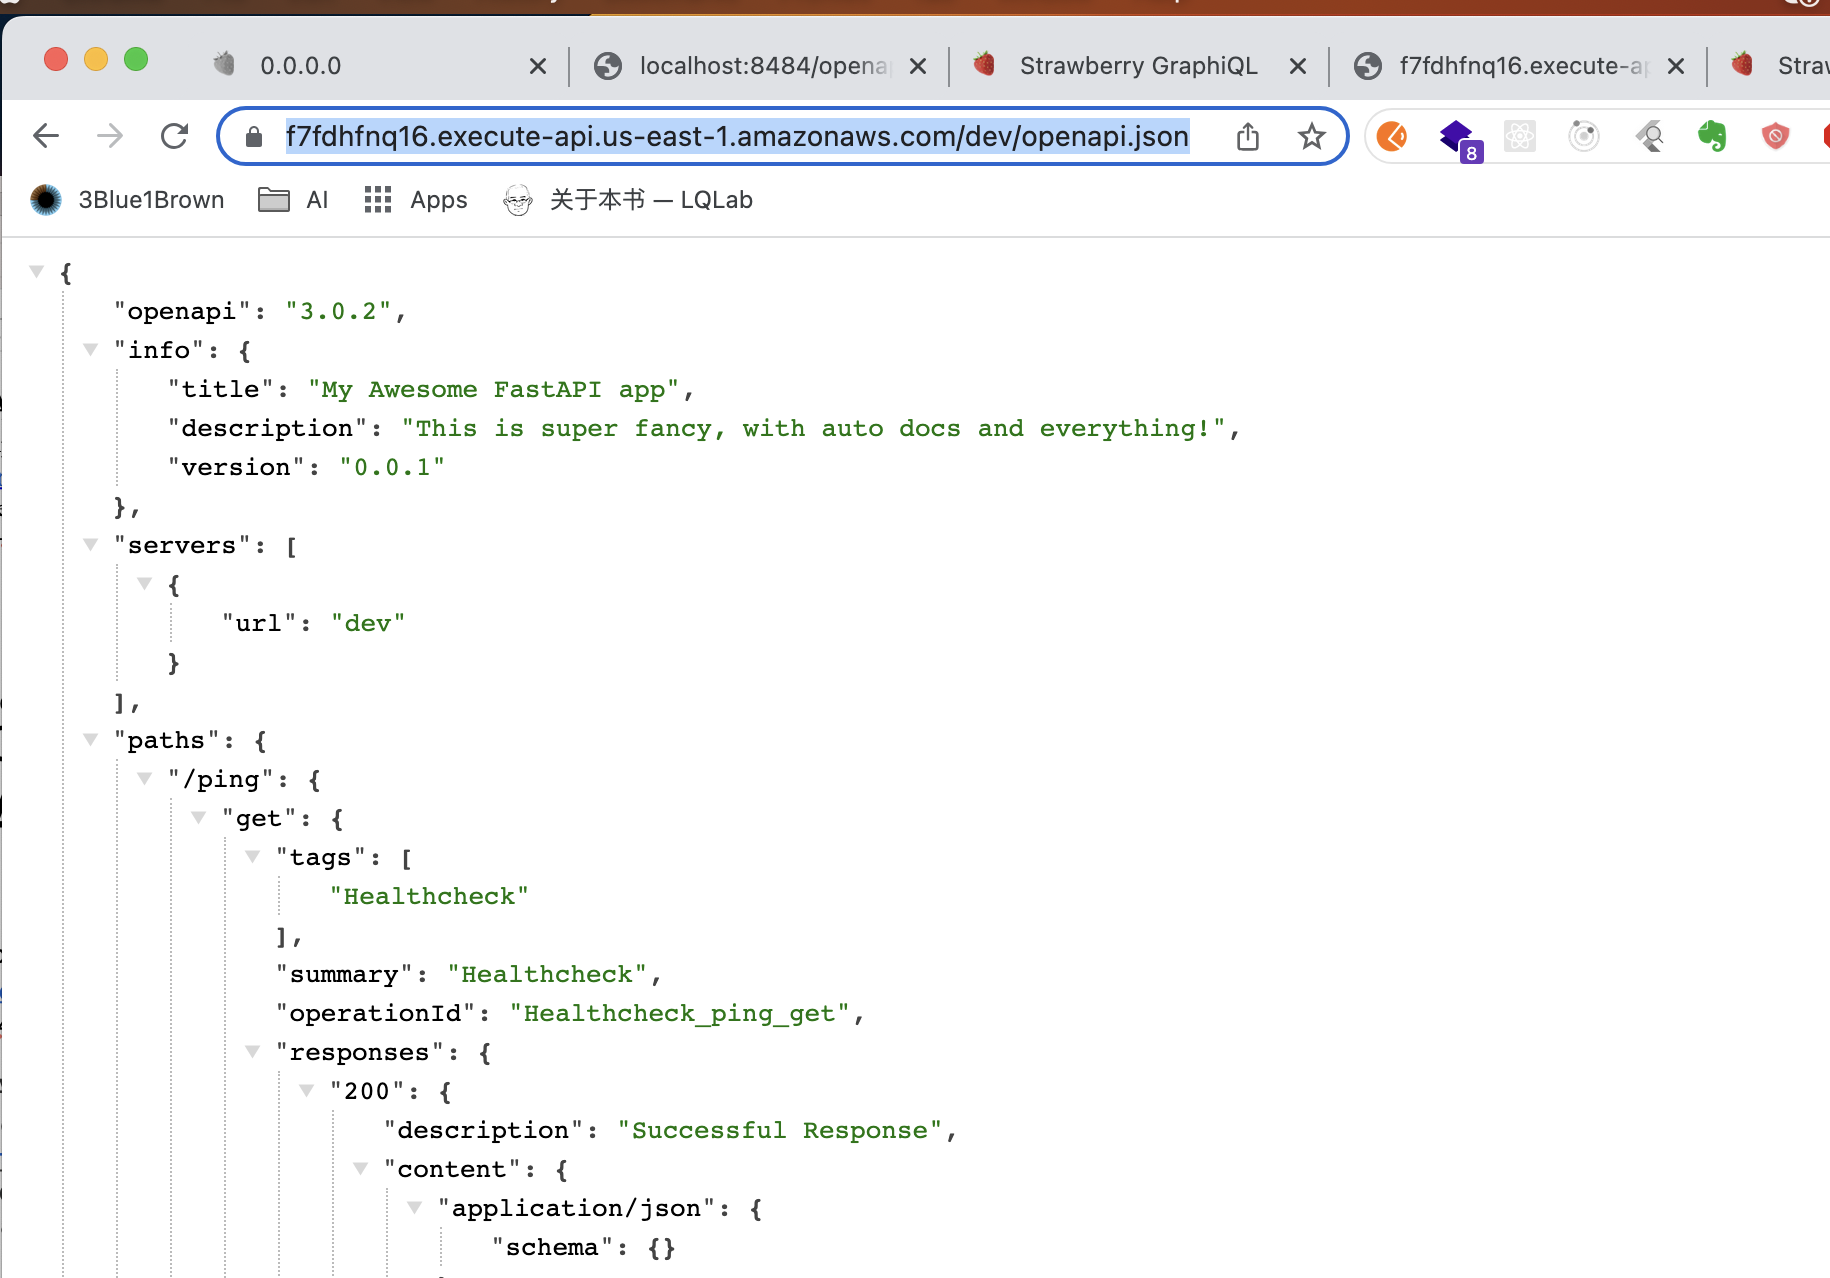 0.0.0.0
localhost:8484/opena
Strawberry GraphiQL
f7fdhfnq16.execute-ap
Straw
f7fdhfnq16.execute-api.us-east-1.amazonaws.com/dev/openapi.json
8
3Blue1Brown
AI
Apps
关于本书 — LQLab
{
"openapi": "3.0.2",
"info": {
"title": "My Awesome FastAPI app",
"description": "This is super fancy, with auto docs and everything!",
"version": "0.0.1"
},
"servers": [
{
"url": "dev"
}
],
"paths": {
"/ping": {
"get": {
"tags": [
"Healthcheck"
],
"summary": "Healthcheck",
"operationId": "Healthcheck_ping_get",
"responses": {
"200": {
"description": "Successful Response",
"content": {
"application/json": {
"schema": {}